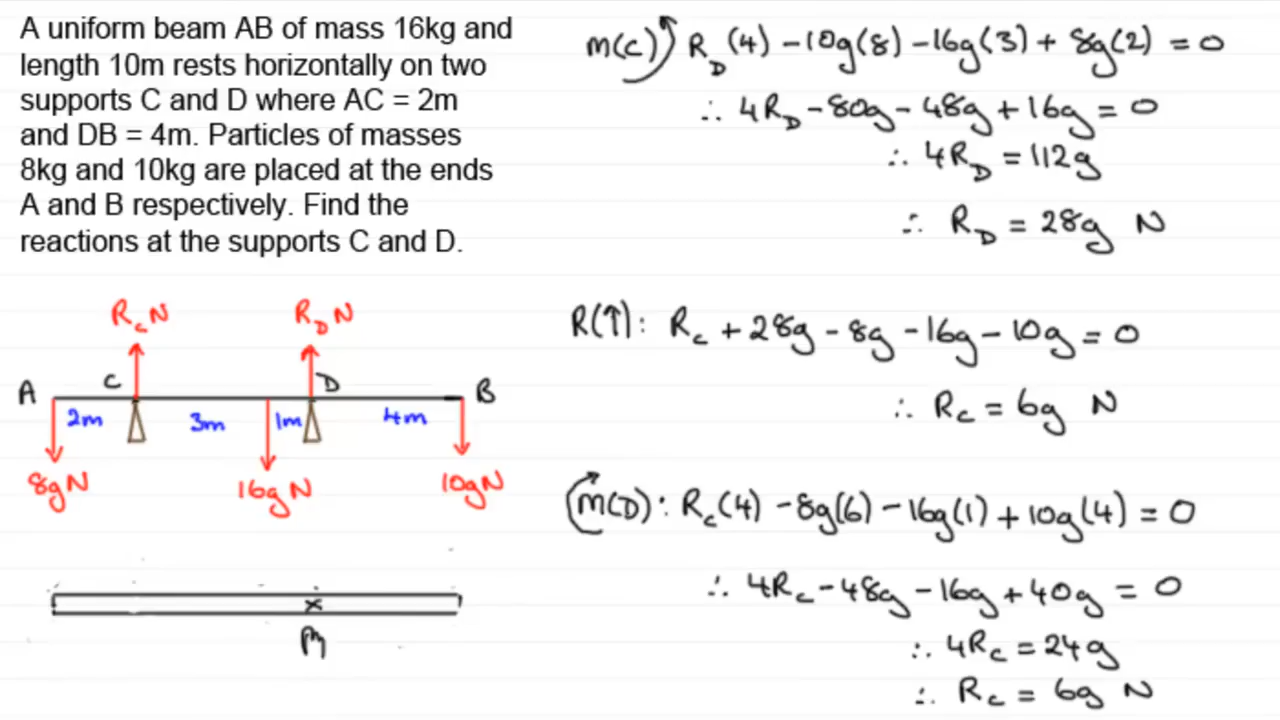 A uniform beam AB of mass 16kg and
length 10m rests horizontally on two
supports C and D where AC = 2m
and DB = 4m. Particles of masses
8kg and 10kg are placed at the ends
A and B respectively. Find the
reactions at the supports C and D.
R_C N R_D N
A C D B
2m 3m 1m 4m
8gN 16gN 10gN
M(C) R_D(4) - 10g(8) - 16g(3) + 8g(2) = 0
∴ 4R_D - 80g - 48g + 16g = 0
∴ 4R_D = 112g
∴ R_D = 28g N
R(↑): R_C + 28g - 8g - 16g - 10g = 0
∴ R_C = 6g N
M(D): R_C(4) - 8g(6) - 16g(1) + 10g(4) = 0
∴ 4R_C - 48g - 16g + 40g = 0
∴ 4R_C = 24g
∴ R_C = 6g N